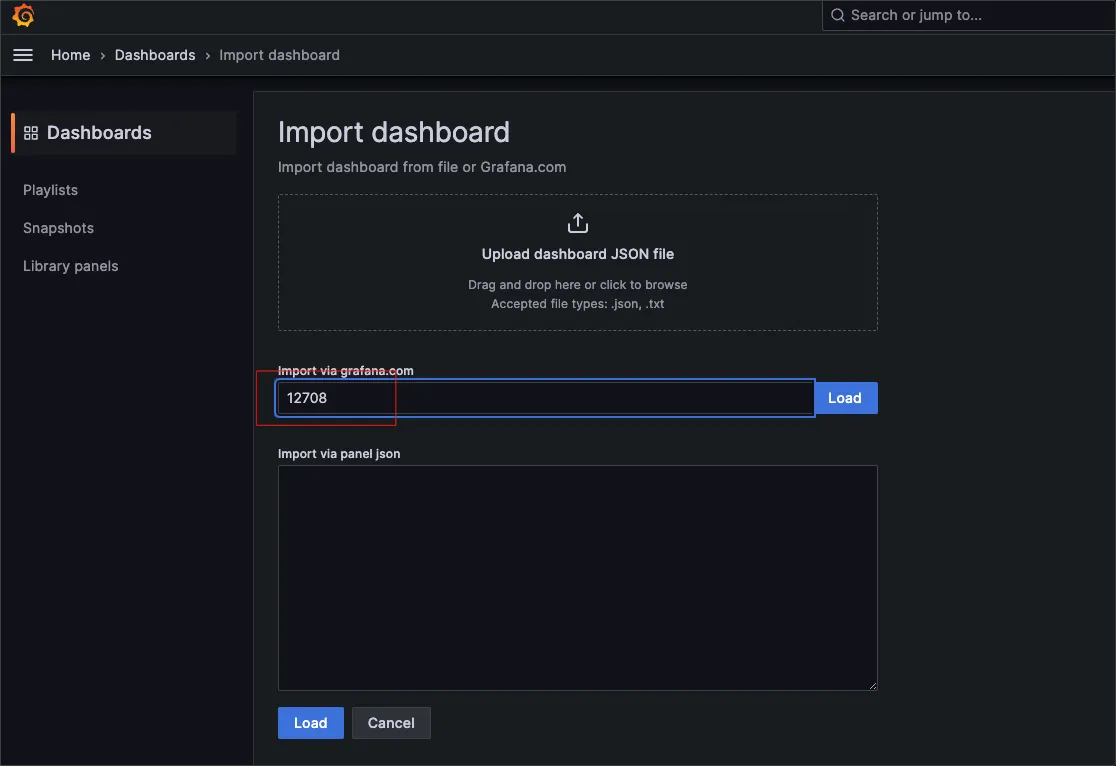 Search or jump to...
Home › Dashboards › Import dashboard
Dashboards
Playlists
Snapshots
Library panels
Import dashboard
Import dashboard from file or Grafana.com
Upload dashboard JSON file
Drag and drop here or click to browse
Accepted file types: .json, .txt
Import via grafana.com
12708
Load
Import via panel json
Load
Cancel